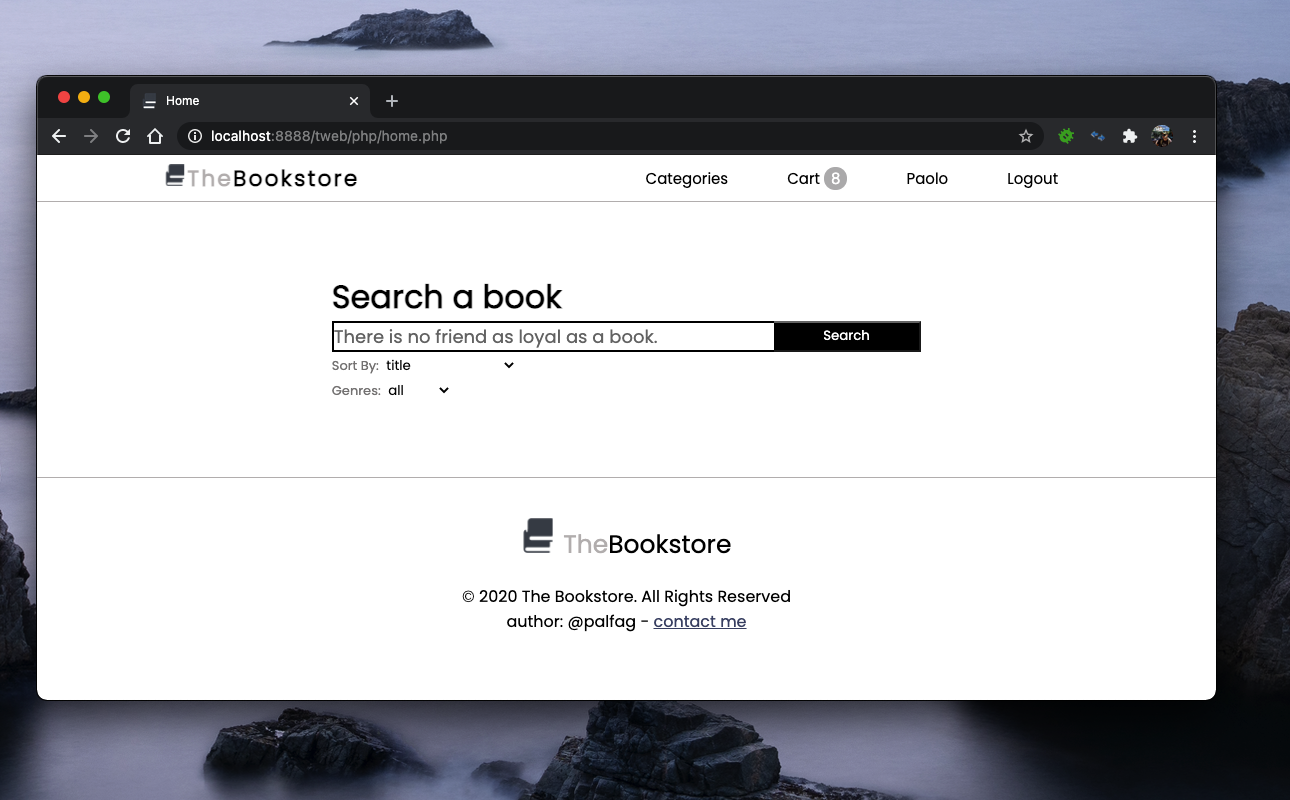 Home
localhost:8888/tweb/php/home.php
TheBookstore
Categories
Cart 8
Paolo
Logout
Search a book
There is no friend as loyal as a book.
Search
Sort By: title
Genres: all
TheBookstore
© 2020 The Bookstore. All Rights Reserved
author: @palfag - contact me